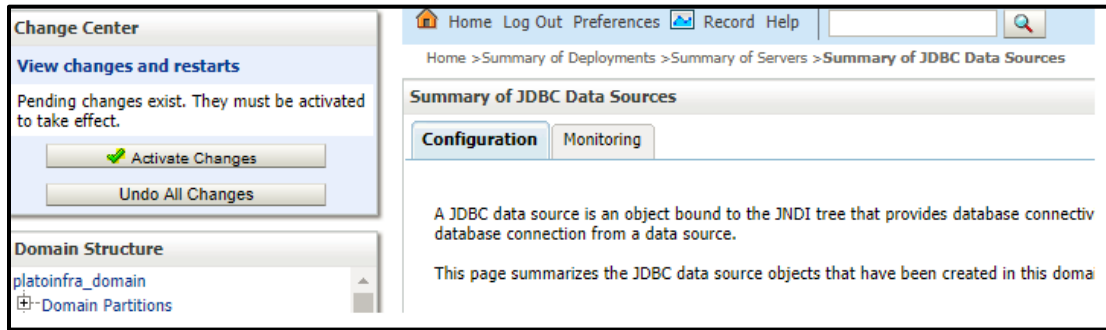 Change Center
View changes and restarts
Pending changes exist. They must be activated
to take effect.
Activate Changes
Undo All Changes
Domain Structure
platoinfra_domain
Domain Partitions
Home Log Out Preferences Record Help
Home >Summary of Deployments >Summary of Servers >Summary of JDBC Data Sources
Summary of JDBC Data Sources
Configuration Monitoring
A JDBC data source is an object bound to the JNDI tree that provides database connectiv
database connection from a data source.
This page summarizes the JDBC data source objects that have been created in this domai